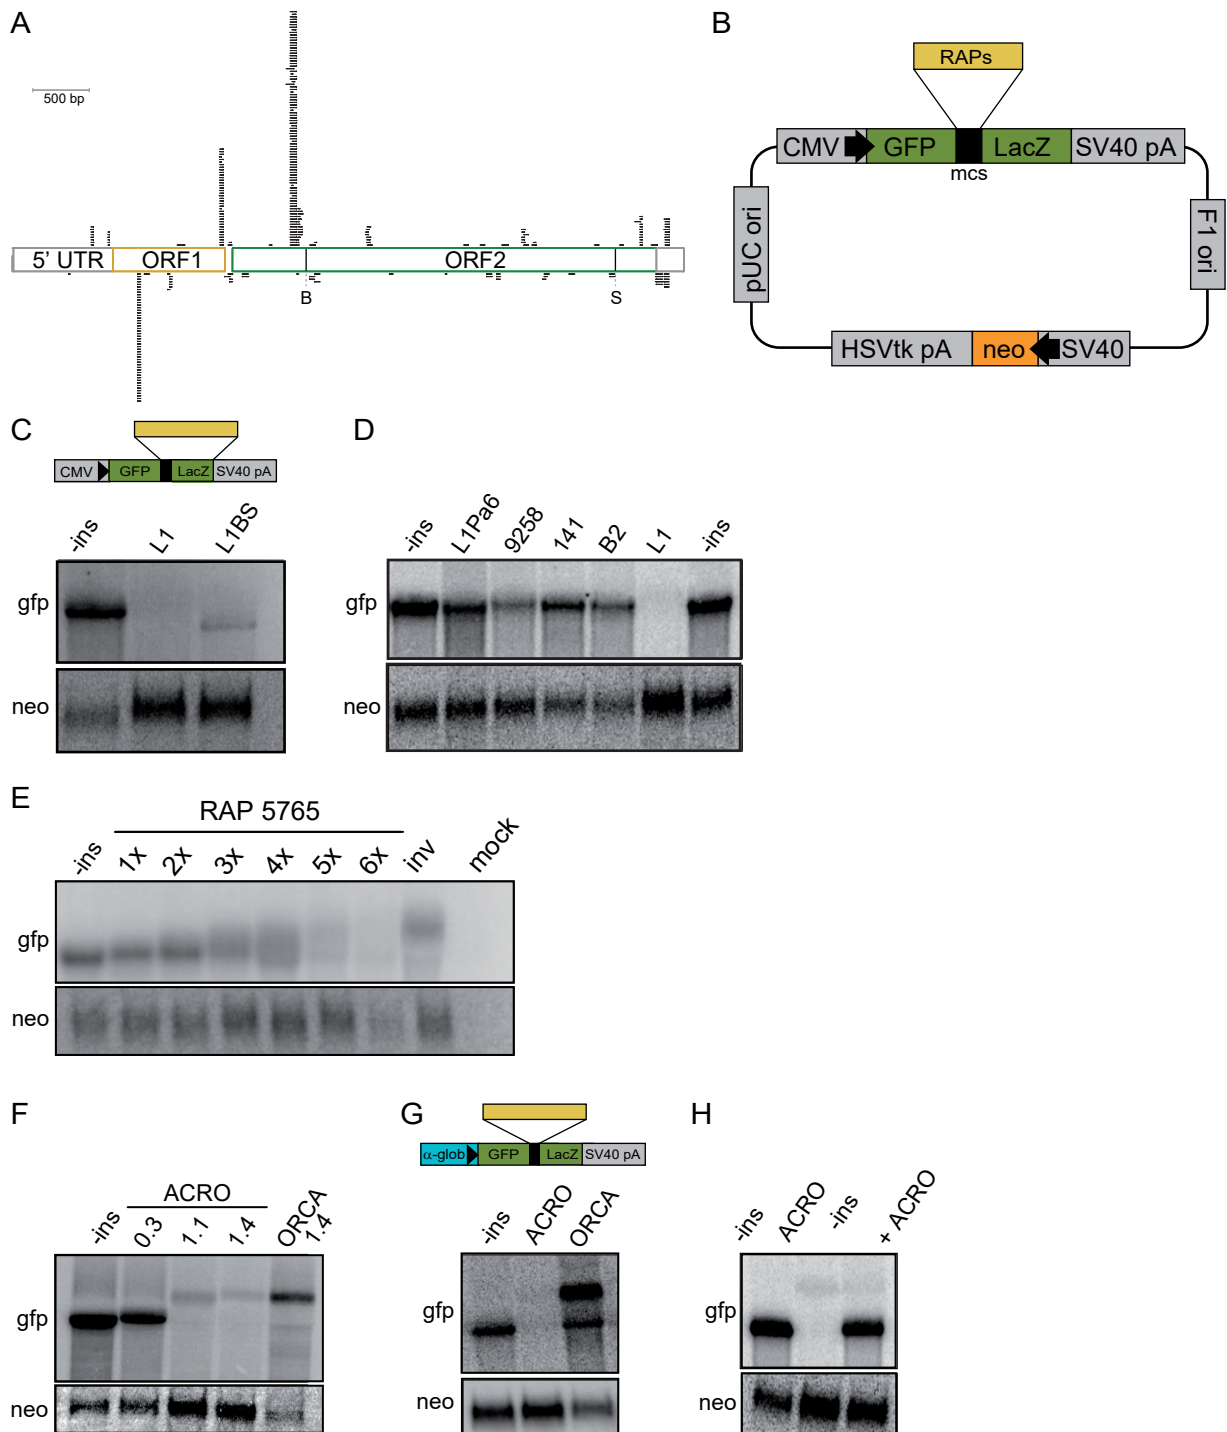 A
500 bp
5' UTR
ORF1
ORF2
B
S
B
RAPs
CMV
GFP
LacZ
SV40 pA
mcs
pUC ori
F1 ori
HSVtk pA
neo
SV40
C
CMV
GFP
LacZ
SV40 pA
-ins
L1
L1BS
gfp
neo
D
-ins
L1Pa6
9258
141
B2
L1
-ins
gfp
neo
E
RAP 5765
-ins
1x
2x
3x
4x
5x
6x
inv
mock
gfp
neo
F
ACRO
-ins
0.3
1.1
1.4
ORCA
1.4
gfp
neo
G
α-glob
GFP
LacZ
SV40 pA
-ins
ACRO
ORCA
gfp
neo
H
-ins
ACRO
-ins
+ ACRO
gfp
neo